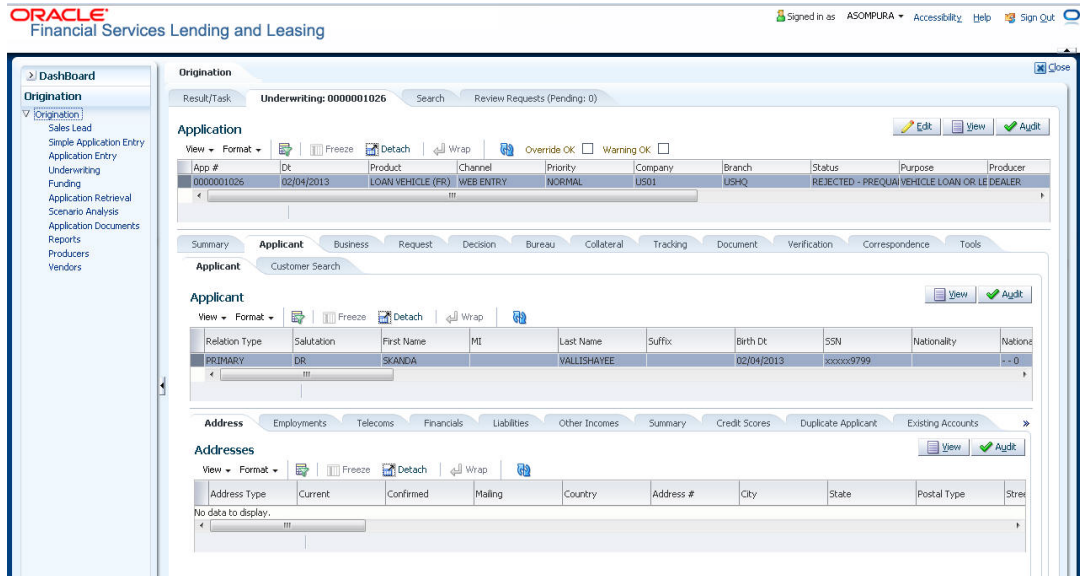 ORACLE
Financial Services Lending and Leasing
Signed in as ASOMPURA Accessibility Help Sign Out
Close
DashBoard
Origination
Origination
Sales Lead
Simple Application Entry
Application Entry
Underwriting
Funding
Application Retrieval
Scenario Analysis
Application Documents
Reports
Producers
Vendors
Origination
Result/Task Underwriting: 0000001026 Search Review Requests (Pending: 0)
Application
Edit View Audit
View Format Freeze Detach Wrap Override OK Warning OK
App # Dt Product Channel Priority Company Branch Status Purpose Producer
0000001026 02/04/2013 LOAN VEHICLE (FR) WEB ENTRY NORMAL US01 USHQ REJECTED - PREQUAI VEHICLE LOAN OR LE DEALER
Summary Applicant Business Request Decision Bureau Collateral Tracking Document Verification Correspondence Tools
Applicant Customer Search
Applicant
View Audit
View Format Freeze Detach Wrap
Relation Type Salutation First Name MI Last Name Suffix Birth Dt SSN Nationality Nationa
PRIMARY DR SKANDA VALLISHAYEE 02/04/2013 xxxxx9799 - - 0
Address Employments Telecoms Financials Liabilities Other Incomes Summary Credit Scores Duplicate Applicant Existing Accounts »
Addresses
View Audit
View Format Freeze Detach Wrap
Address Type Current Confirmed Mailing Country Address # City State Postal Type Stree
No data to display.